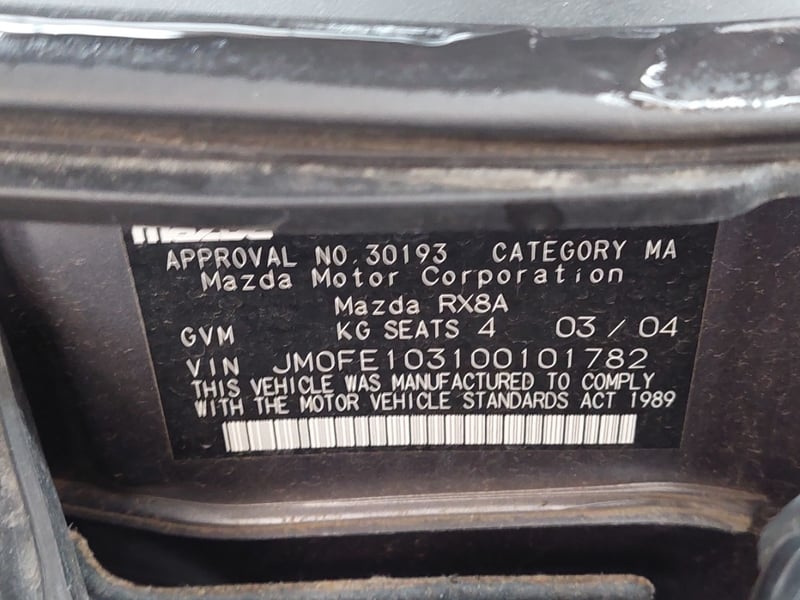 mazda
APPROVAL NO.30193 CATEGORY MA
Mazda Motor Corporation
Mazda RX8A
GVM KG SEATS 4 03 / 04
VIN JM0FE103100101782
THIS VEHICLE WAS MANUFACTURED TO COMPLY
WITH THE MOTOR VEHICLE STANDARDS ACT 1989